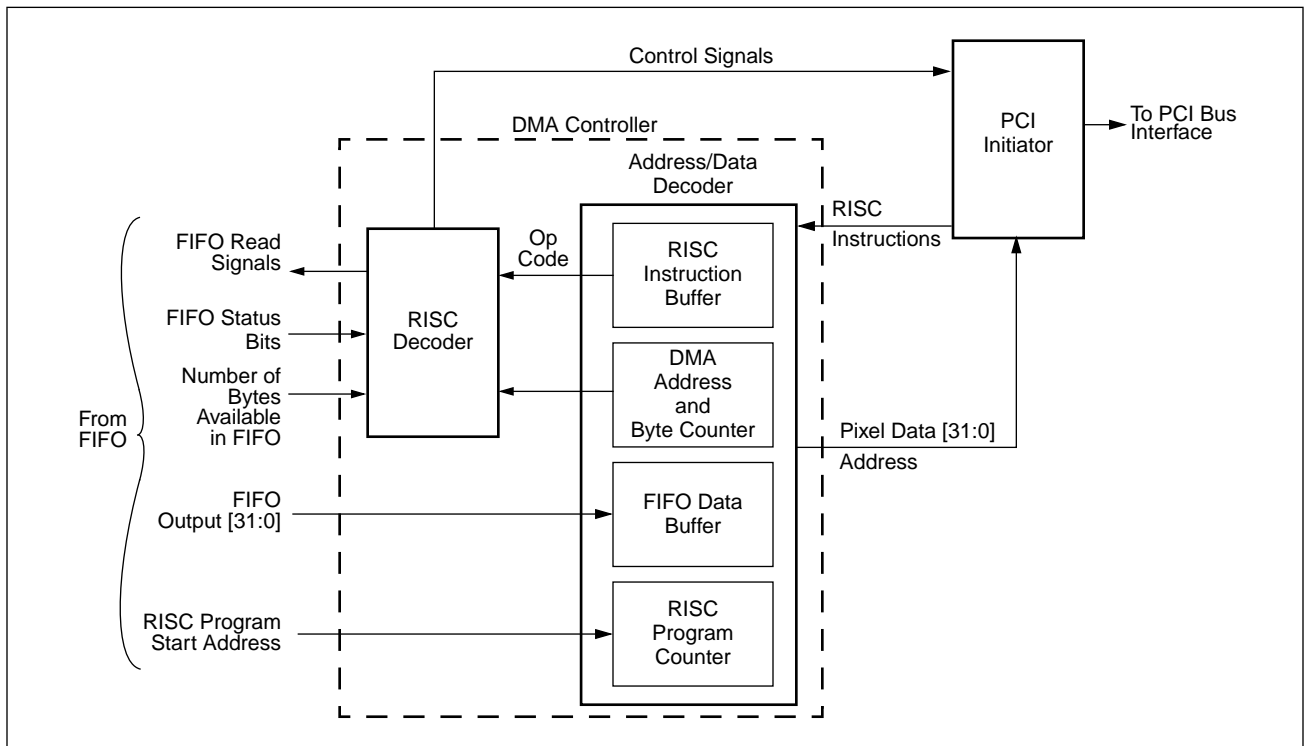 Control Signals
PCI
Initiator
To PCI Bus
Interface
DMA Controller
Address/Data
Decoder
RISC
Instructions
FIFO Read
Signals
Op
Code
RISC
Instruction
Buffer
FIFO Status
Bits
RISC
Decoder
Number of
Bytes
Available
in FIFO
DMA
Address
and
Byte Counter
From
FIFO
Pixel Data [31:0]
Address
FIFO
Output [31:0]
FIFO Data
Buffer
RISC Program
Start Address
RISC
Program
Counter